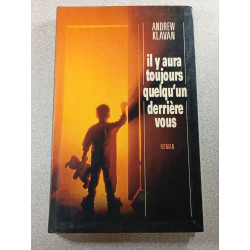 ANDREW
KLAVAN
il y aura
toujours
quelqu'un
derrière
vous
ROMAN